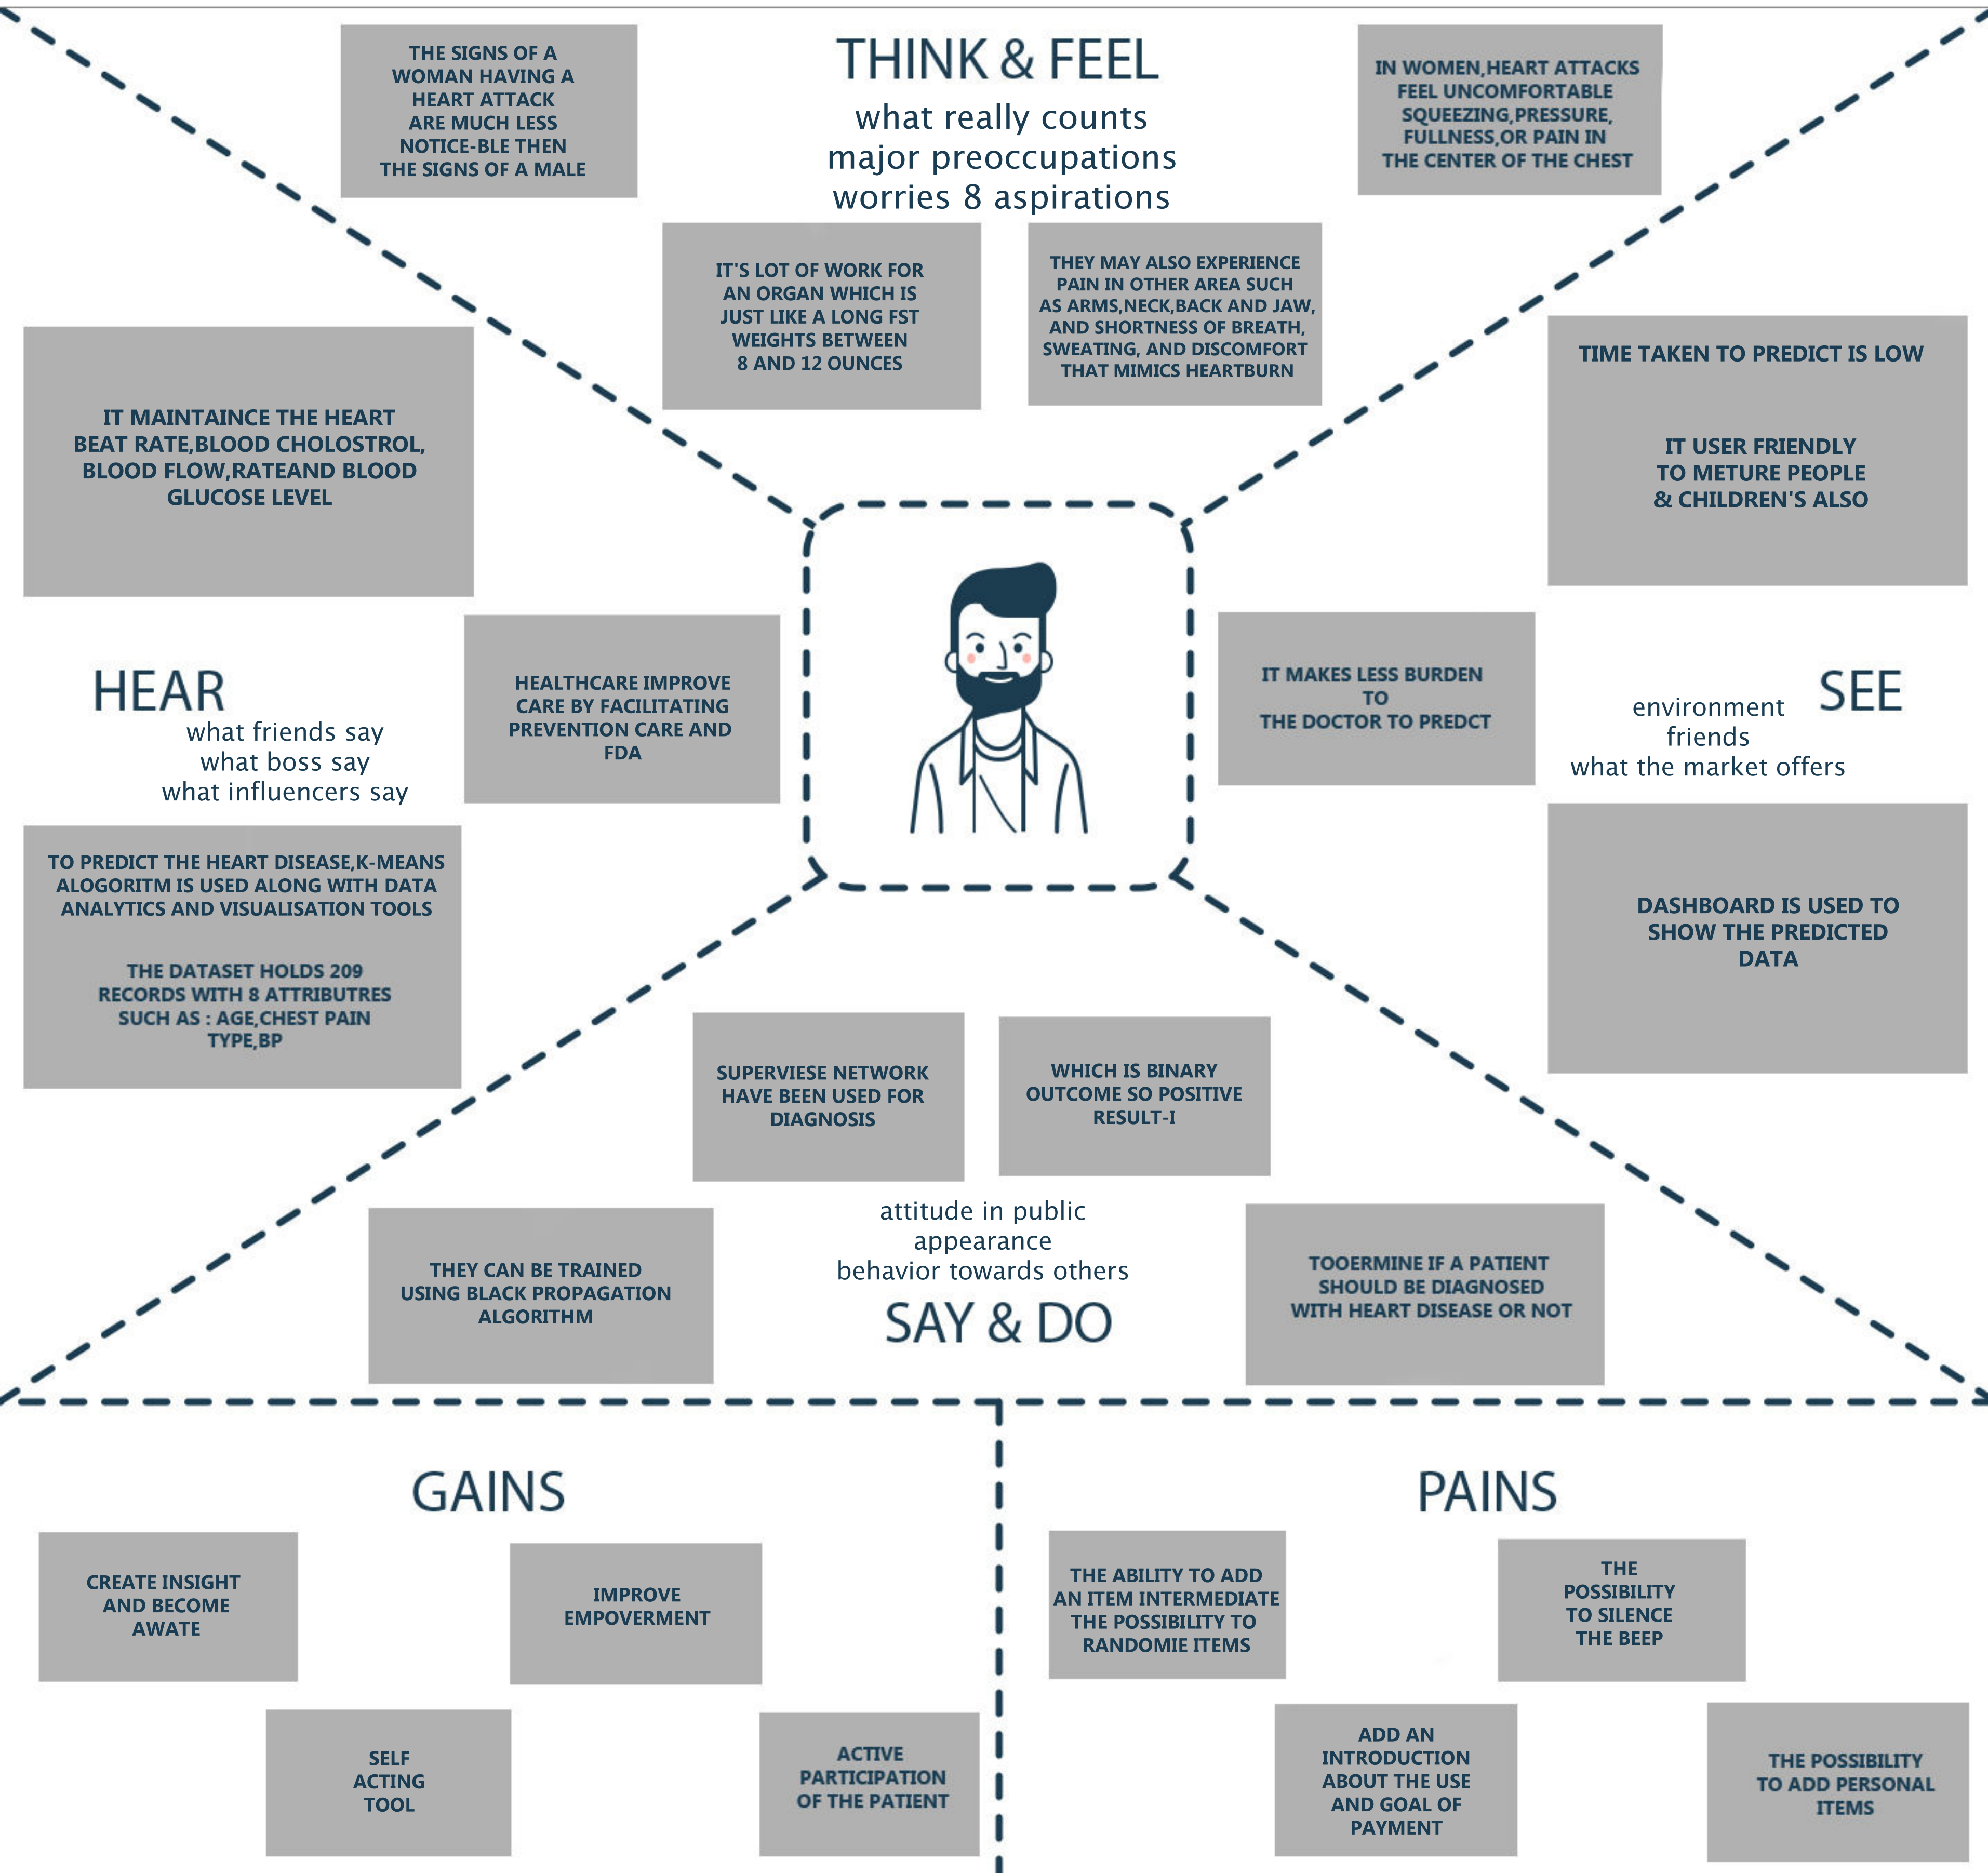 THINK & FEEL
what really counts
major preoccupations
worries 8 aspirations
THE SIGNS OF A
WOMAN HAVING A
HEART ATTACK
ARE MUCH LESS
NOTICE-BLE THEN
THE SIGNS OF A MALE
IT'S LOT OF WORK FOR
AN ORGAN WHICH IS
JUST LIKE A LONG FST
WEIGHTS BETWEEN
8 AND 12 OUNCES
THEY MAY ALSO EXPERIENCE
PAIN IN OTHER AREA SUCH
AS ARMS,NECK,BACK AND JAW,
AND SHORTNESS OF BREATH,
SWEATING, AND DISCOMFORT
THAT MIMICS HEARTBURN
IN WOMEN,HEART ATTACKS
FEEL UNCOMFORTABLE
SQUEEZING,PRESSURE,
FULLNESS,OR PAIN IN
THE CENTER OF THE CHEST
IT MAINTAINCE THE HEART
BEAT RATE,BLOOD CHOLOSTROL,
BLOOD FLOW,RATEAND BLOOD
GLUCOSE LEVEL
HEAR
what friends say
what boss say
what influencers say
HEALTHCARE IMPROVE
CARE BY FACILITATING
PREVENTION CARE AND
FDA
TO PREDICT THE HEART DISEASE,K-MEANS
ALOGORITM IS USED ALONG WITH DATA
ANALYTICS AND VISUALISATION TOOLS
THE DATASET HOLDS 209
RECORDS WITH 8 ATTRIBUTRES
SUCH AS : AGE,CHEST PAIN
TYPE,BP
TIME TAKEN TO PREDICT IS LOW
IT USER FRIENDLY
TO METURE PEOPLE
& CHILDREN'S ALSO
IT MAKES LESS BURDEN
TO
THE DOCTOR TO PREDCT
SEE
environment
friends
what the market offers
DASHBOARD IS USED TO
SHOW THE PREDICTED
DATA
SUPERVIESE NETWORK
HAVE BEEN USED FOR
DIAGNOSIS
WHICH IS BINARY
OUTCOME SO POSITIVE
RESULT-I
THEY CAN BE TRAINED
USING BLACK PROPAGATION
ALGORITHM
attitude in public
appearance
behavior towards others
SAY & DO
TOOERMINE IF A PATIENT
SHOULD BE DIAGNOSED
WITH HEART DISEASE OR NOT
GAINS
CREATE INSIGHT
AND BECOME
AWATE
IMPROVE
EMPOVERMENT
SELF
ACTING
TOOL
ACTIVE
PARTICIPATION
OF THE PATIENT
PAINS
THE ABILITY TO ADD
AN ITEM INTERMEDIATE
THE POSSIBILITY TO
RANDOMIE ITEMS
THE
POSSIBILITY
TO SILENCE
THE BEEP
ADD AN
INTRODUCTION
ABOUT THE USE
AND GOAL OF
PAYMENT
THE POSSIBILITY
TO ADD PERSONAL
ITEMS